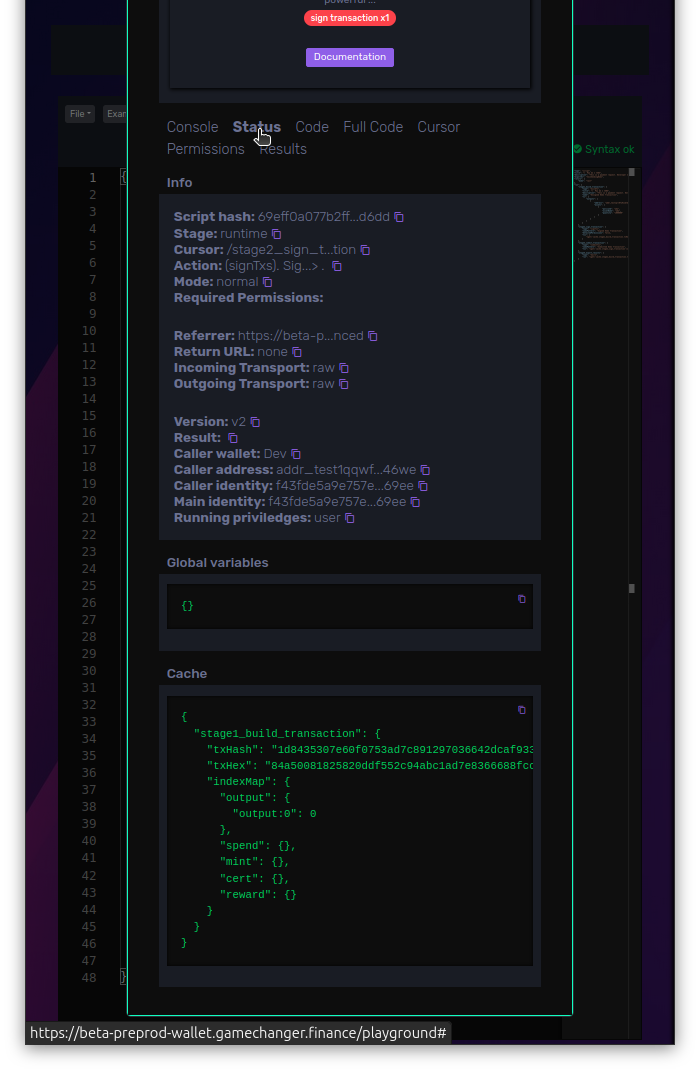 powerful...
sign transaction x1
Documentation
File
Exam
Console Status Code Full Code Cursor
Syntax ok
Permissions Results
Info
Script hash: 69eff0a077b2ff...d6dd
Stage: runtime
Cursor: /stage2_sign_t...tion
Action: (signTxs). Sig...> .
Mode: normal
Required Permissions:
Referrer: https://beta-p...nced
Return URL: none
Incoming Transport: raw
Outgoing Transport: raw
Version: v2
Result:
Caller wallet: Dev
Caller address: addr_test1qqwf...46we
Caller identity: f43fde5a9e757e...69ee
Main identity: f43fde5a9e757e...69ee
Running priviledges: user
Global variables
{}
Cache
{
"stage1_build_transaction": {
"txHash": "1d8435307e60f0753ad7c891297036642dcaf933
"txHex": "84a50081825820ddf552c94abc1ad7e8366688fcc
"indexMap": {
"output": {
"output:0": 0
},
"spend": {},
"mint": {},
"cert": {},
"reward": {}
}
}
}
1 {
2
3
4
5
6
7
8
9
10
11
12
13
14
15
16
17
18
19
20
21
22
23
24
25
26
27
28
29
30
31
32
33
34
35
36
37
38
39
40
41
42
43
44
45
46
47
48 }
https://beta-preprod-wallet.gamechanger.finance/playground#